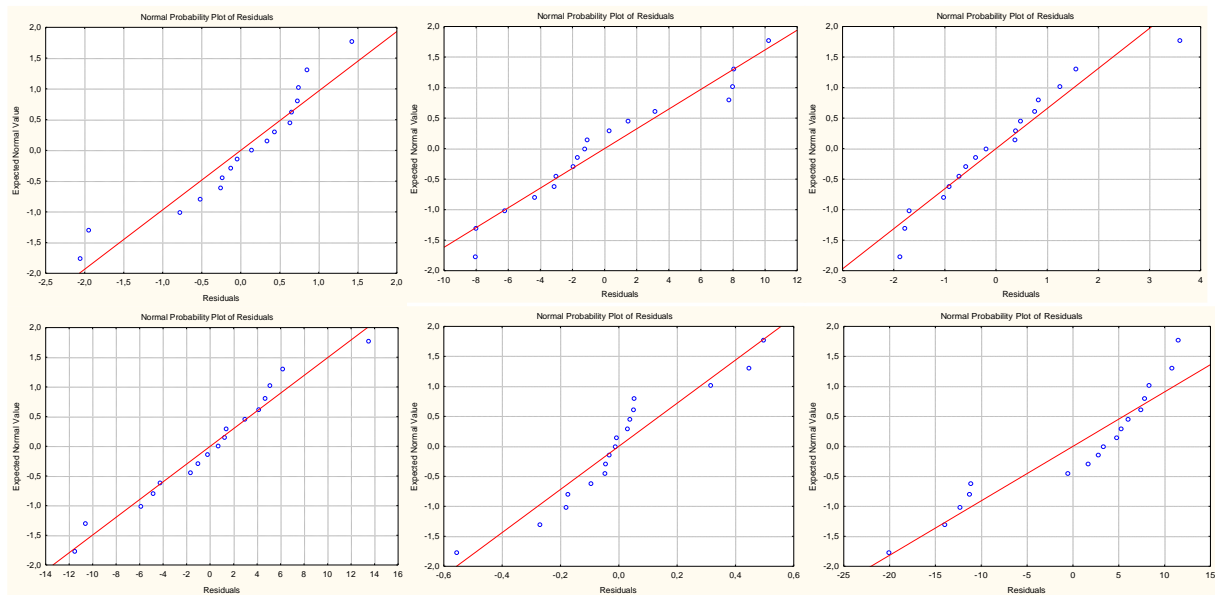 Normal Probability Plot of Residuals
2,0
1,5
1,0
0,5
0,0
-0,5
-1,0
-1,5
-2,0
Expected Normal Value
-2,5 -2,0 -1,5 -1,0 -0,5 0,0 0,5 1,0 1,5 2,0
Residuals
Normal Probability Plot of Residuals
2,0
1,5
1,0
0,5
0,0
-0,5
-1,0
-1,5
-2,0
Expected Normal Value
-10 -8 -6 -4 -2 0 2 4 6 8 10 12
Residuals
Normal Probability Plot of Residuals
2,0
1,5
1,0
0,5
0,0
-0,5
-1,0
-1,5
-2,0
Expected Normal Value
-3 -2 -1 0 1 2 3 4
Residuals
Normal Probability Plot of Residuals
2,0
1,5
1,0
0,5
0,0
-0,5
-1,0
-1,5
-2,0
Expected Normal Value
-14 -12 -10 -8 -6 -4 -2 0 2 4 6 8 10 12 14 16
Residuals
Normal Probability Plot of Residuals
2,0
1,5
1,0
0,5
0,0
-0,5
-1,0
-1,5
-2,0
Expected Normal Value
-0,6 -0,4 -0,2 0,0 0,2 0,4 0,6
Residuals
Normal Probability Plot of Residuals
2,0
1,5
1,0
0,5
0,0
-0,5
-1,0
-1,5
-2,0
Expected Normal Value
-25 -20 -15 -10 -5 0 5 10 15
Residuals